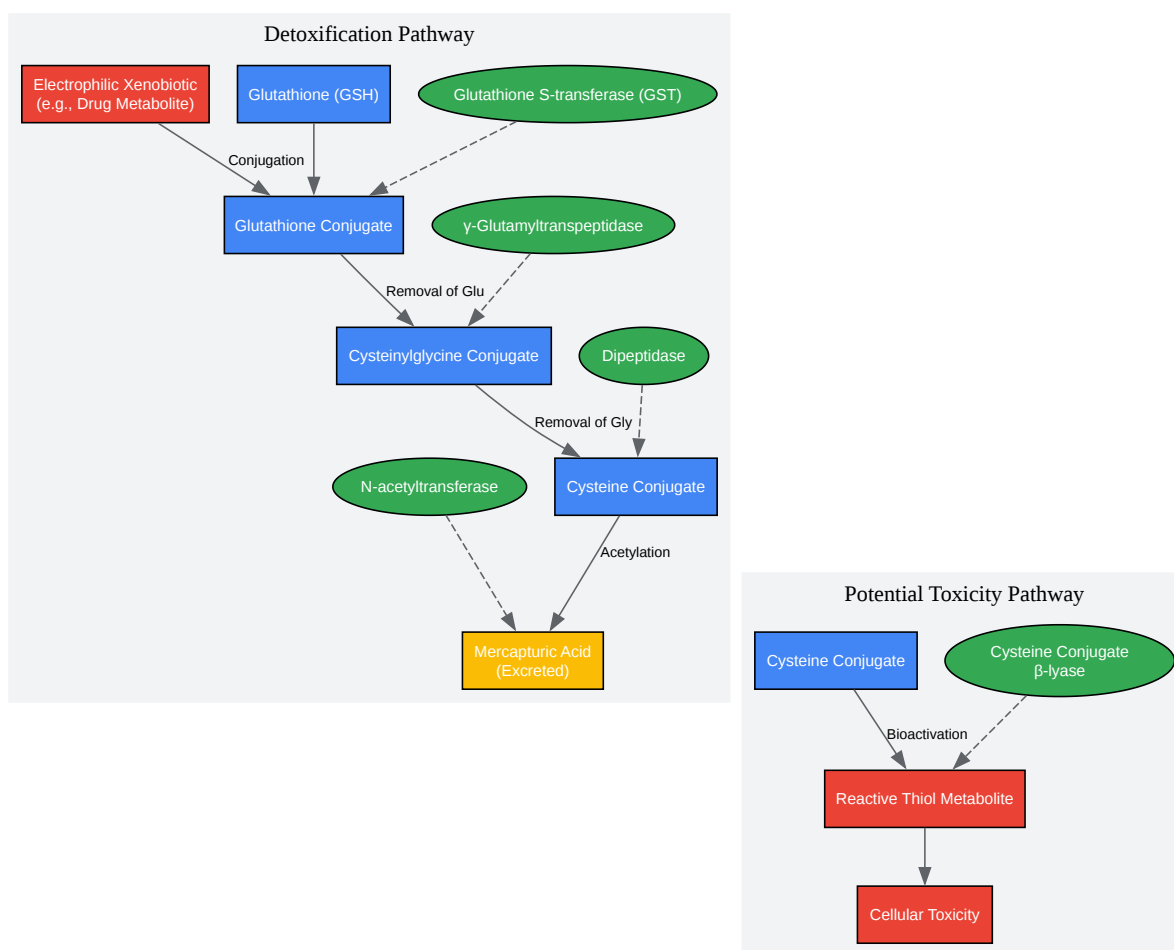 Detoxification Pathway
Electrophilic Xenobiotic
(e.g., Drug Metabolite)
Glutathione (GSH)
Glutathione S-transferase (GST)
Conjugation
Glutathione Conjugate
γ-Glutamyltranspeptidase
Removal of Glu
Cysteinylglycine Conjugate
Dipeptidase
Removal of Gly
N-acetyltransferase
Cysteine Conjugate
Acetylation
Mercapturic Acid
(Excreted)
Potential Toxicity Pathway
Cysteine Conjugate
Cysteine Conjugate
β-lyase
Bioactivation
Reactive Thiol Metabolite
Cellular Toxicity